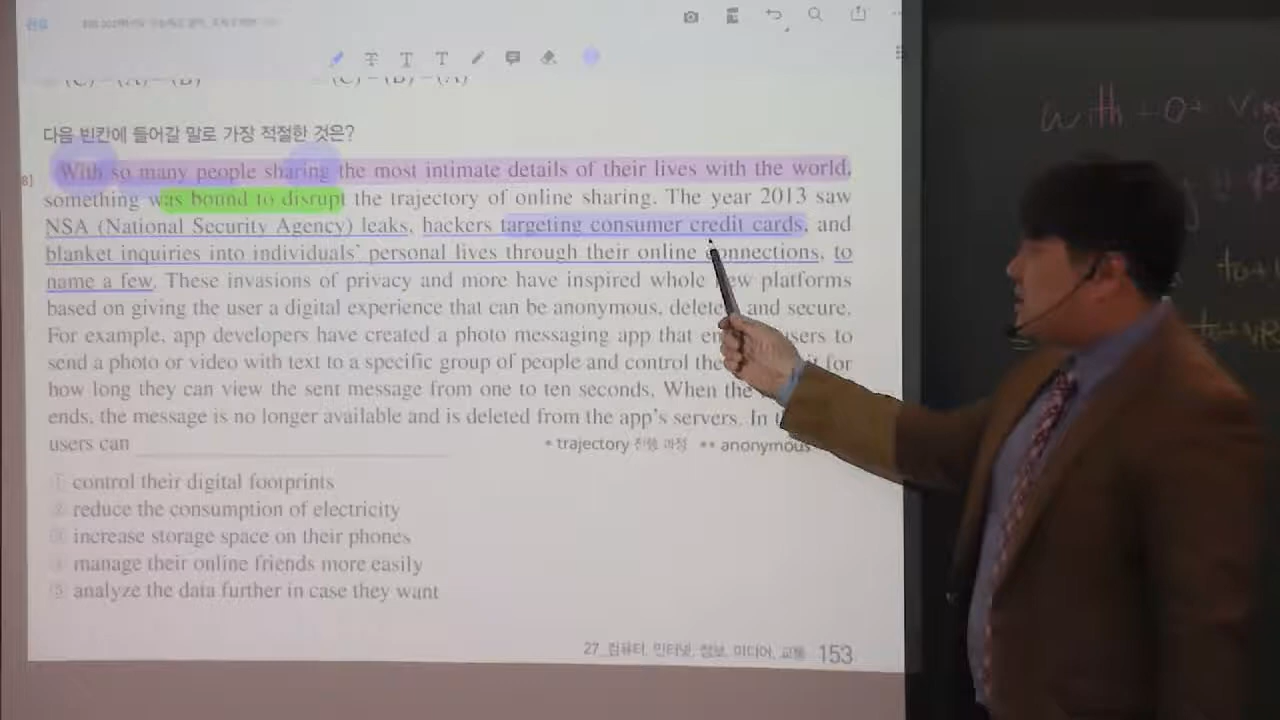 (C) - (A) - (B)
(C) - (B) - (A)
다음 빈칸에 들어갈 말로 가장 적절한 것은?
8] With so many people sharing the most intimate details of their lives with the world,
something was bound to disrupt the trajectory of online sharing. The year 2013 saw
NSA (National Security Agency) leaks, hackers targeting consumer credit cards, and
blanket inquiries into individuals' personal lives through their online connections, to
name a few. These invasions of privacy and more have inspired whole new platforms
based on giving the user a digital experience that can be anonymous, deleted, and secure.
For example, app developers have created a photo messaging app that en users to
send a photo or video with text to a specific group of people and control the for
how long they can view the sent message from one to ten seconds. When the
ends, the message is no longer available and is deleted from the app's servers. In
users can
* trajectory 진행 과정 ** anonymous
① control their digital footprints
② reduce the consumption of electricity
③ increase storage space on their phones
④ manage their online friends more easily
⑤ analyze the data further in case they want
27 컴퓨터, 인터넷, 정보, 미디어, 교통 153
with + O +
to +